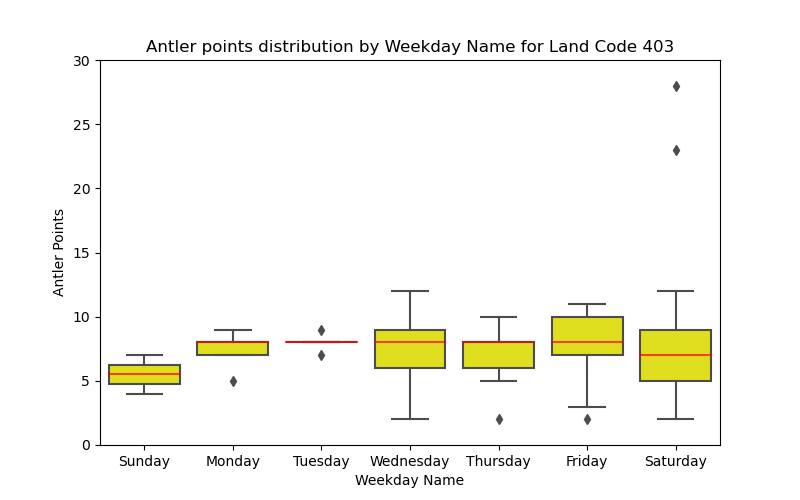 Antler points distribution by Weekday Name for Land Code 403
30
25
20
15
10
5
0
Antler Points
Sunday Monday Tuesday Wednesday Thursday Friday Saturday
Weekday Name